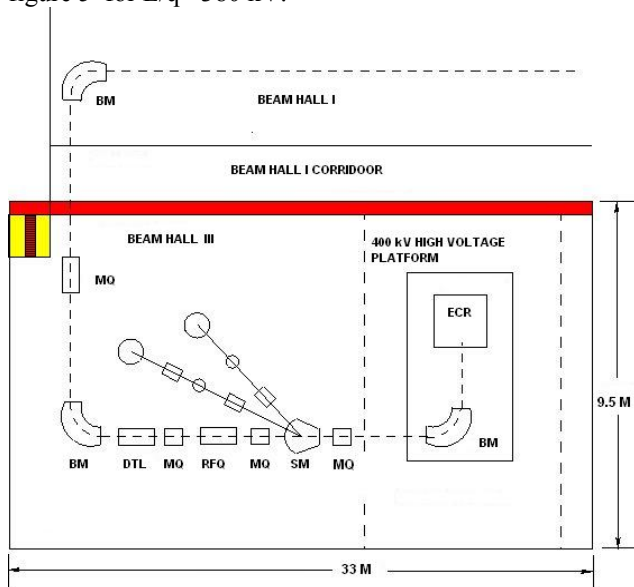 figure 3 for E/q=380 kV.
BM
BEAM HALL I
BEAM HALL I CORRIDOOR
BEAM HALL III
400 kV HIGH VOLTAGE
PLATFORM
MQ
ECR
9.5 M
BM
DTL
MQ
RFQ
MQ
SM
MQ
BM
33 M